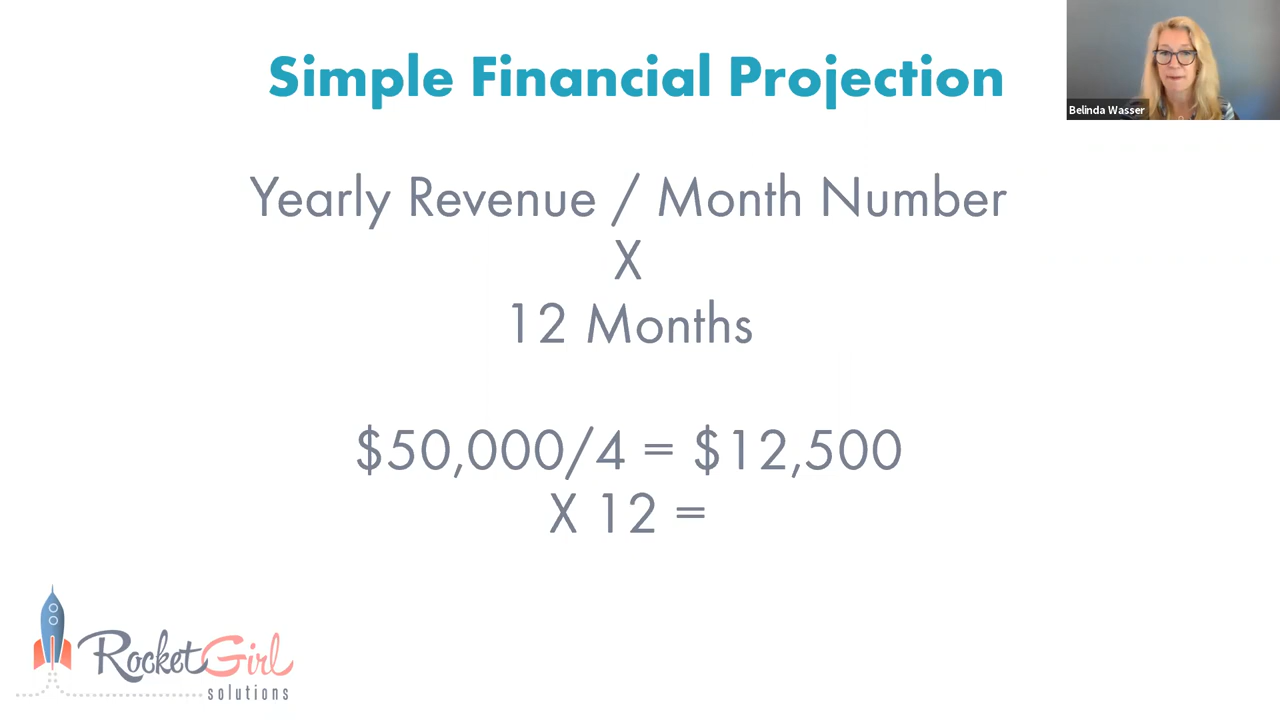 Simple Financial Projection
Belinda Wasser
Yearly Revenue / Month Number
X
12 Months
$50,000/4 = $12,500
X 12 =
RocketGirl
solutions